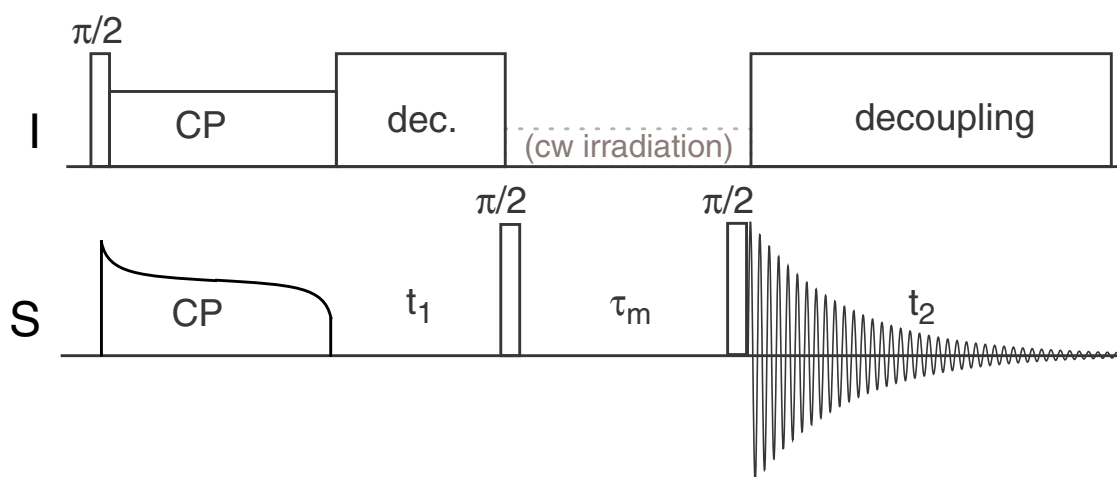 π/2
I
CP
dec.
(cw irradiation)
decoupling
π/2
π/2
S
CP
t₁
τₘ
t₂